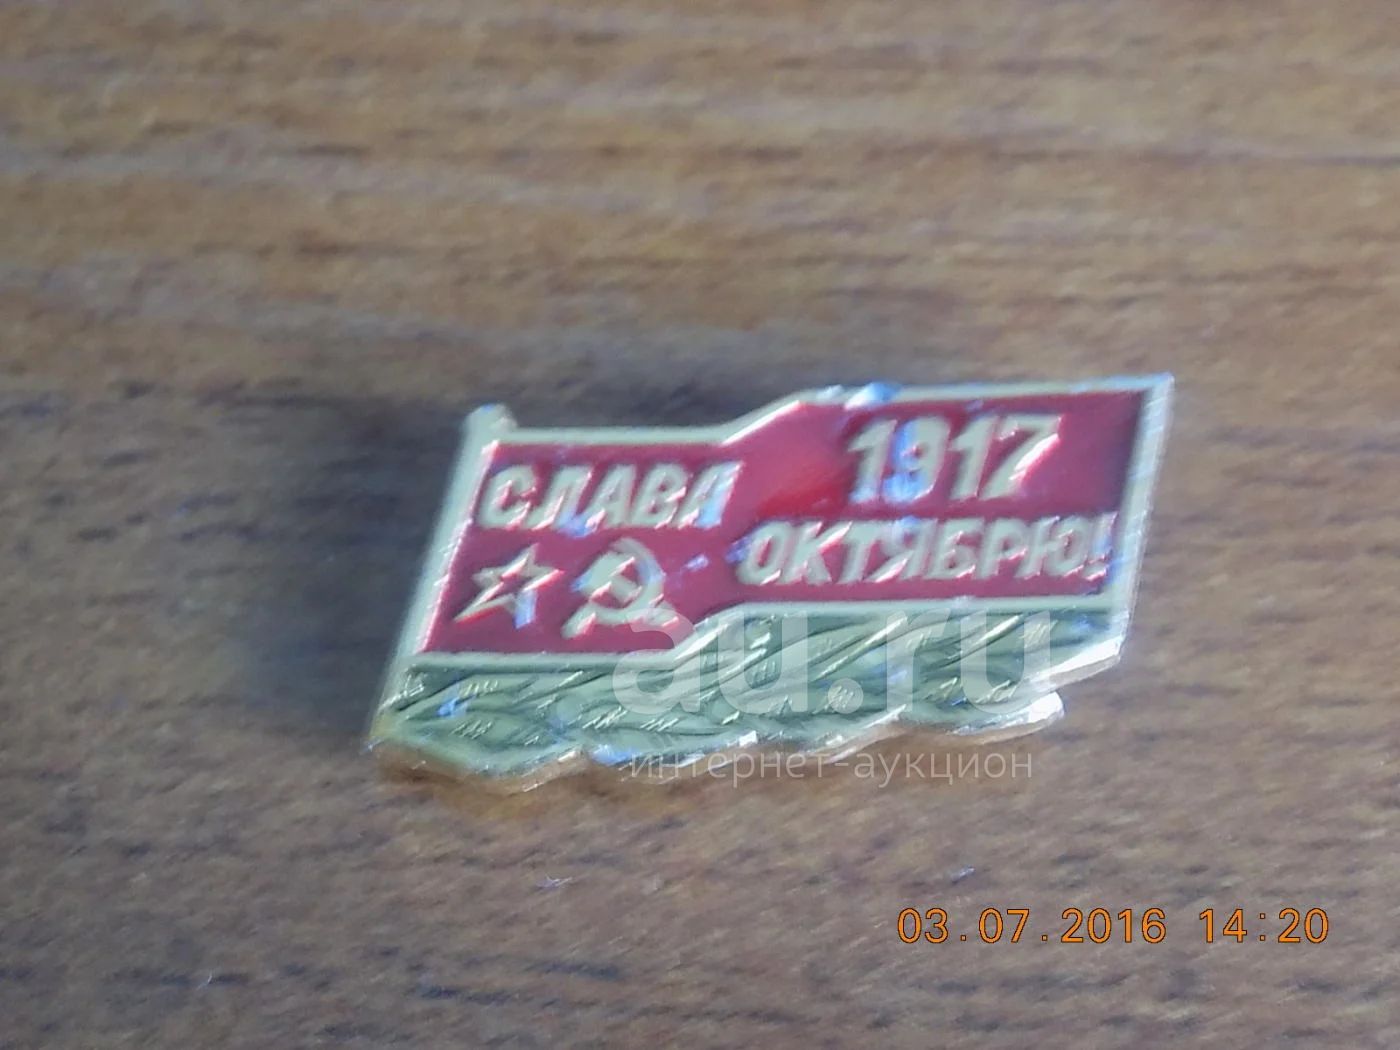 1917
СЛАВА
ОКТЯБРЮ!
au.ru
интернет-аукцион
03.07.2016 14:20